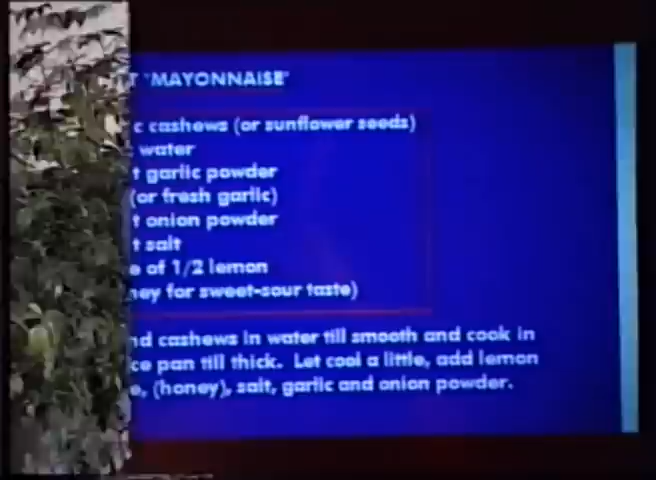 T "MAYONNAISE"
c cashews (or sunflower seeds)
water
t garlic powder
(or fresh garlic)
t onion powder
t salt
e of 1/2 lemon
ney for sweet-sour taste)
nd cashews in water till smooth and cook in
ce pan till thick. Let cool a little, add lemon
e, (honey), salt, garlic and onion powder.